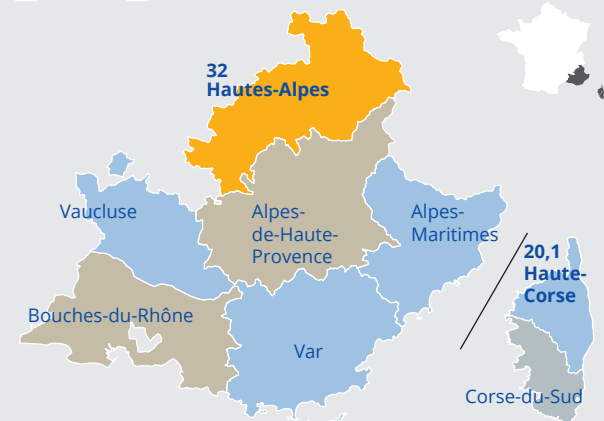 32
Hautes-Alpes
Vaucluse
Alpes-
de-Haute-
Provence
Alpes-
Maritimes
20,1
Haute-
Corse
Bouches-du-Rhône
Var
Corse-du-Sud